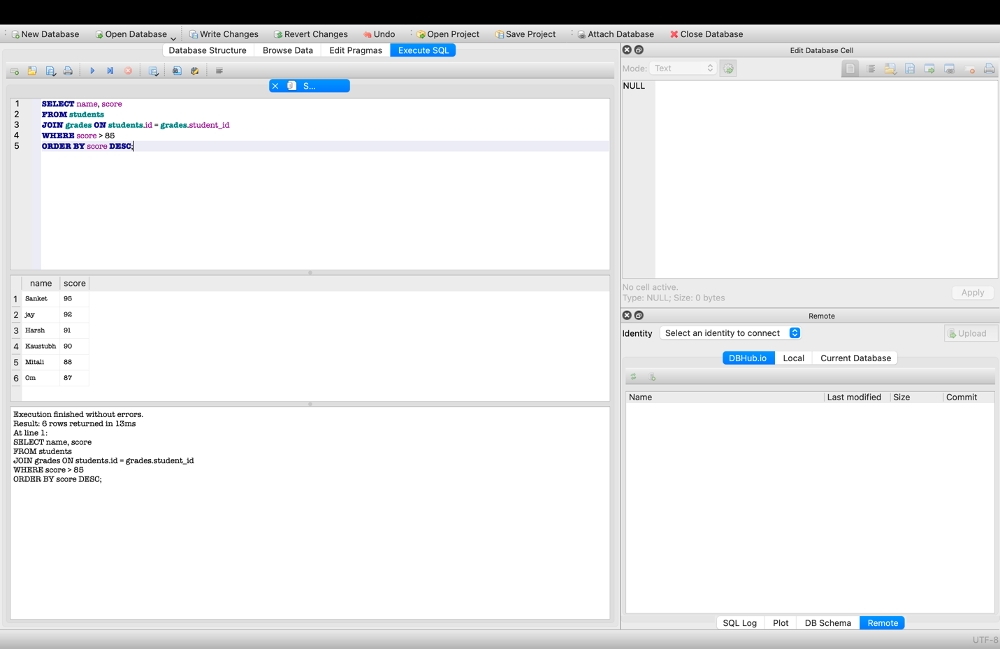 New Database Open Database Write Changes Revert Changes Undo Open Project Save Project Attach Database Close Database
Database Structure Browse Data Edit Pragmas Execute SQL
S...
1 SELECT name, score
2 FROM students
3 JOIN grades ON students.id = grades.student_id
4 WHERE score > 85
5 ORDER BY score DESC;
name score
1 Sanket 95
2 jay 92
3 Harsh 91
4 Kaustubh 90
5 Mitali 88
6 Om 87
Execution finished without errors.
Result: 6 rows returned in 13ms
At line 1:
SELECT name, score
FROM students
JOIN grades ON students.id = grades.student_id
WHERE score > 85
ORDER BY score DESC;
Edit Database Cell
Mode: Text
NULL
No cell active.
Type: NULL; Size: 0 bytes
Apply
Remote
Identity Select an identity to connect Upload
DBHub.io Local Current Database
Name Last modified Size Commit
SQL Log Plot DB Schema Remote
UTF-8